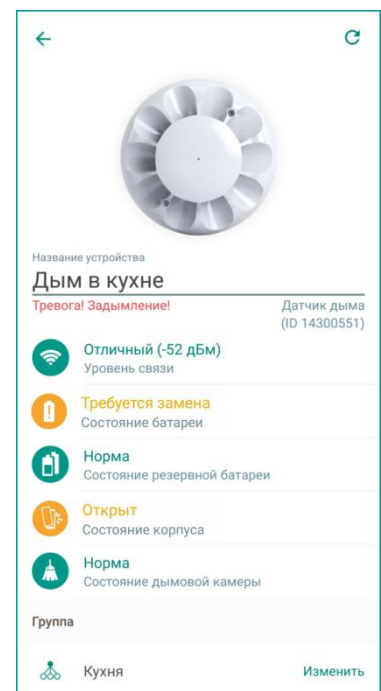 Название устройства
Дым в кухне
Тревога! Задымление!
Датчик дыма
(ID 14300551)
Отличный (-52 дБм)
Уровень связи
Требуется замена
Состояние батареи
Норма
Состояние резервной батареи
Открыт
Состояние корпуса
Норма
Состояние дымовой камеры
Группа
Кухня
Изменить